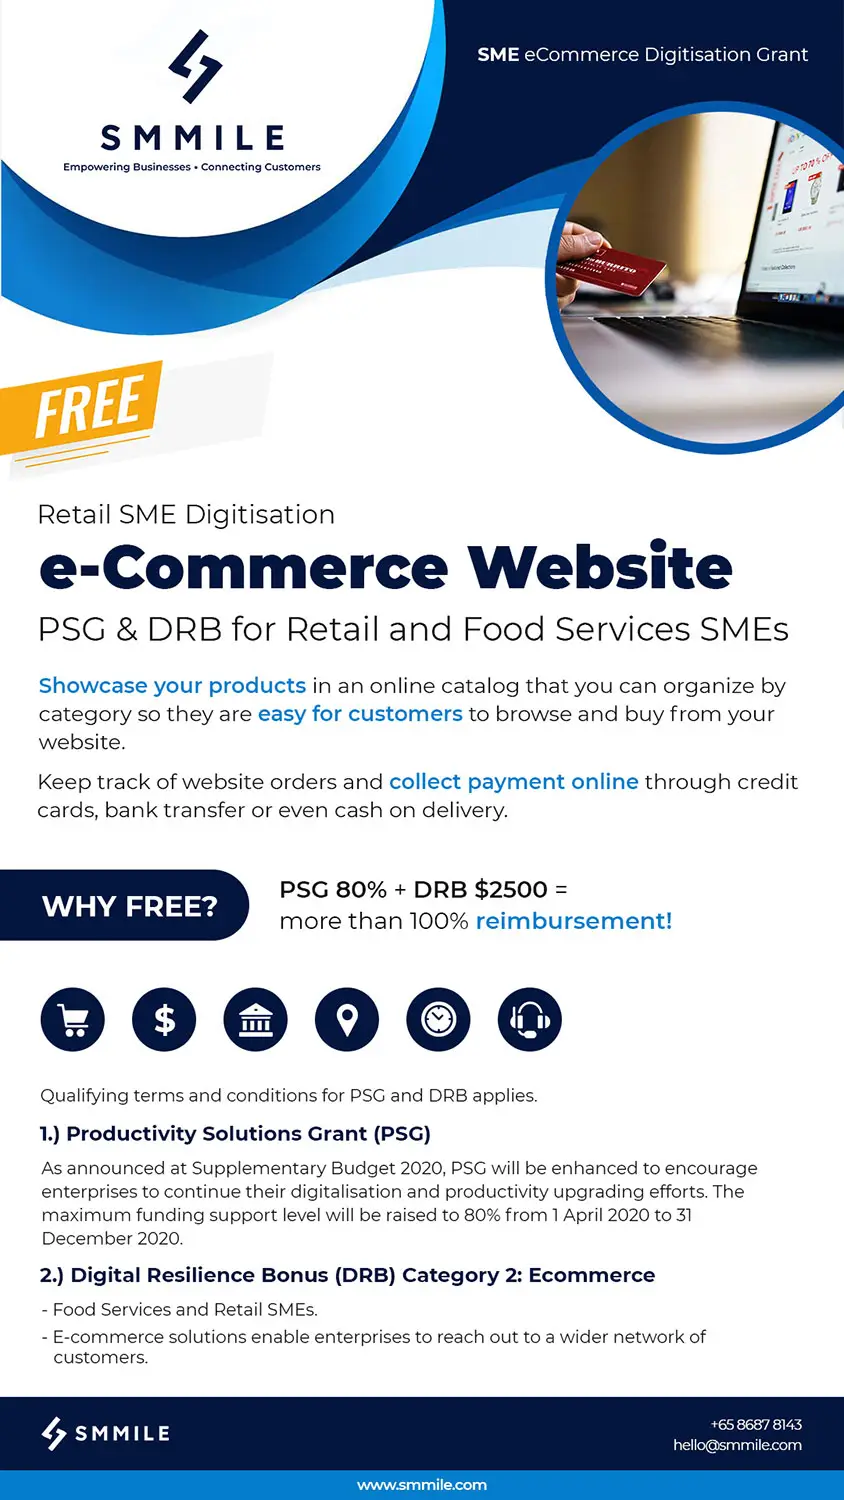 SMMILE
Empowering Businesses • Connecting Customers
SME eCommerce Digitisation Grant
UP TO 70% OFF
FREE
Retail SME Digitisation
e-Commerce Website
PSG & DRB for Retail and Food Services SMEs
Showcase your products in an online catalog that you can organize by
category so they are easy for customers to browse and buy from your
website.
Keep track of website orders and collect payment online through credit
cards, bank transfer or even cash on delivery.
WHY FREE?
PSG 80% + DRB $2500 =
more than 100% reimbursement!
$
Qualifying terms and conditions for PSG and DRB applies.
1.) Productivity Solutions Grant (PSG)
As announced at Supplementary Budget 2020, PSG will be enhanced to encourage
enterprises to continue their digitalisation and productivity upgrading efforts. The
maximum funding support level will be raised to 80% from 1 April 2020 to 31
December 2020.
2.) Digital Resilience Bonus (DRB) Category 2: Ecommerce
- Food Services and Retail SMEs.
- E-commerce solutions enable enterprises to reach out to a wider network of
customers.
SMMILE
+65 8687 8143
hello@smmile.com
www.smmile.com